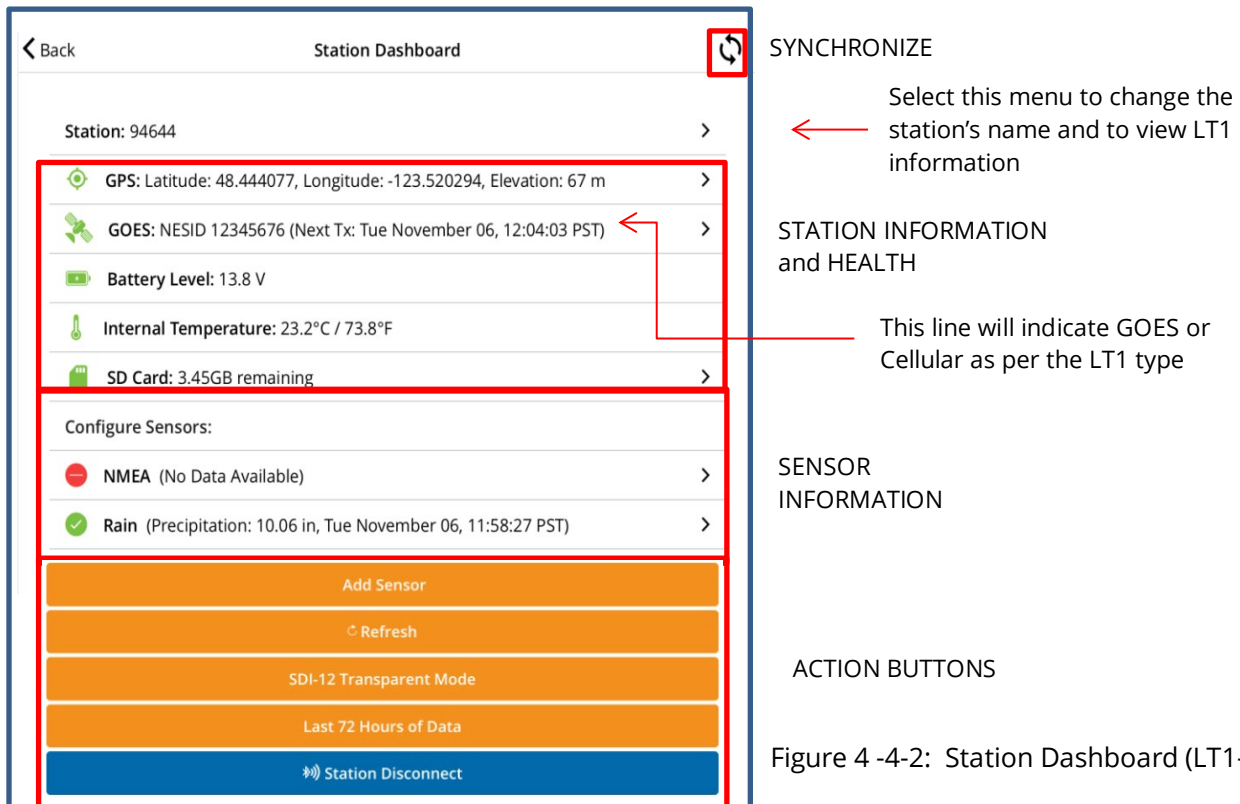 Back
Station Dashboard
SYNCHRONIZE
Select this menu to change the
station's name and to view LT1
information
Station: 94644
GPS: Latitude: 48.444077, Longitude: -123.520294, Elevation: 67 m
GOES: NESID 12345676 (Next Tx: Tue November 06, 12:04:03 PST)
STATION INFORMATION
and HEALTH
Battery Level: 13.8 V
Internal Temperature: 23.2°C / 73.8°F
This line will indicate GOES or
Cellular as per the LT1 type
SD Card: 3.45GB remaining
Configure Sensors:
NMEA (No Data Available)
Rain (Precipitation: 10.06 in, Tue November 06, 11:58:27 PST)
SENSOR
INFORMATION
Add Sensor
Refresh
SDI-12 Transparent Mode
Last 72 Hours of Data
Station Disconnect
ACTION BUTTONS
Figure 4 -4-2: Station Dashboard (LT1-